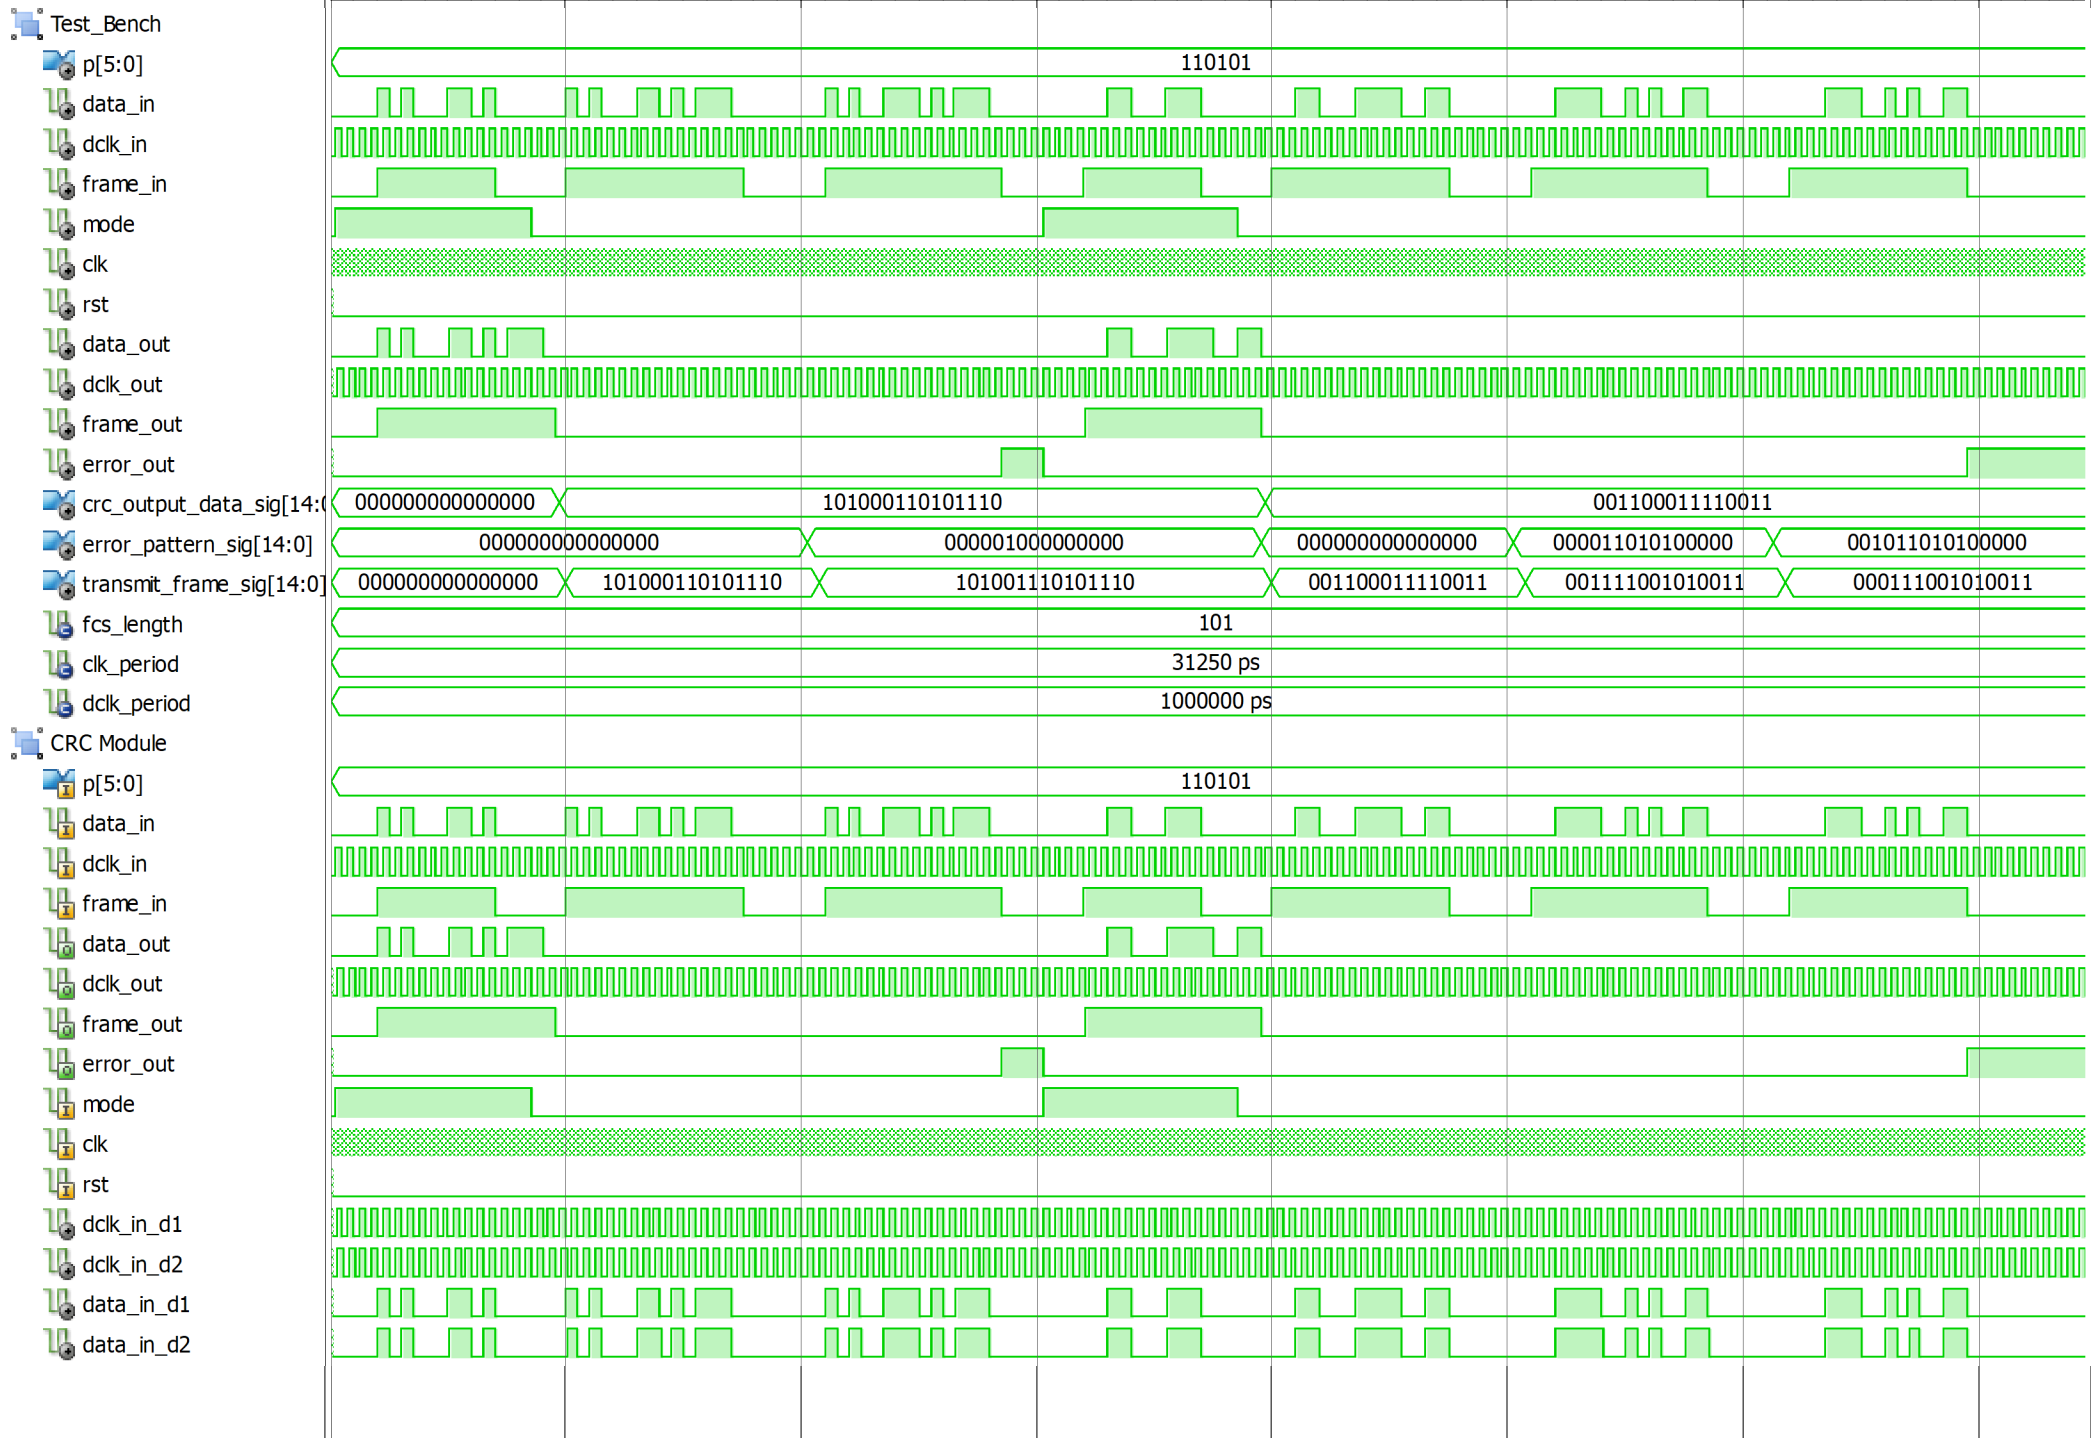 Test_Bench
p[5:0] 110101
data_in
dclk_in
frame_in
mode
clk
rst
data_out
dclk_out
frame_out
error_out
crc_output_data_sig[14:0 000000000000000 101000110101110 001100011110011
error_pattern_sig[14:0] 000000000000000 000001000000000 000000000000000 000011010100000 001011010100000
transmit_frame_sig[14:0] 000000000000000 101000110101110 101001110101110 001100011110011 001111001010011 000111001010011
fcs_length 101
clk_period 31250 ps
dclk_period 1000000 ps
CRC Module
p[5:0] 110101
data_in
dclk_in
frame_in
data_out
dclk_out
frame_out
error_out
mode
clk
rst
dclk_in_d1
dclk_in_d2
data_in_d1
data_in_d2